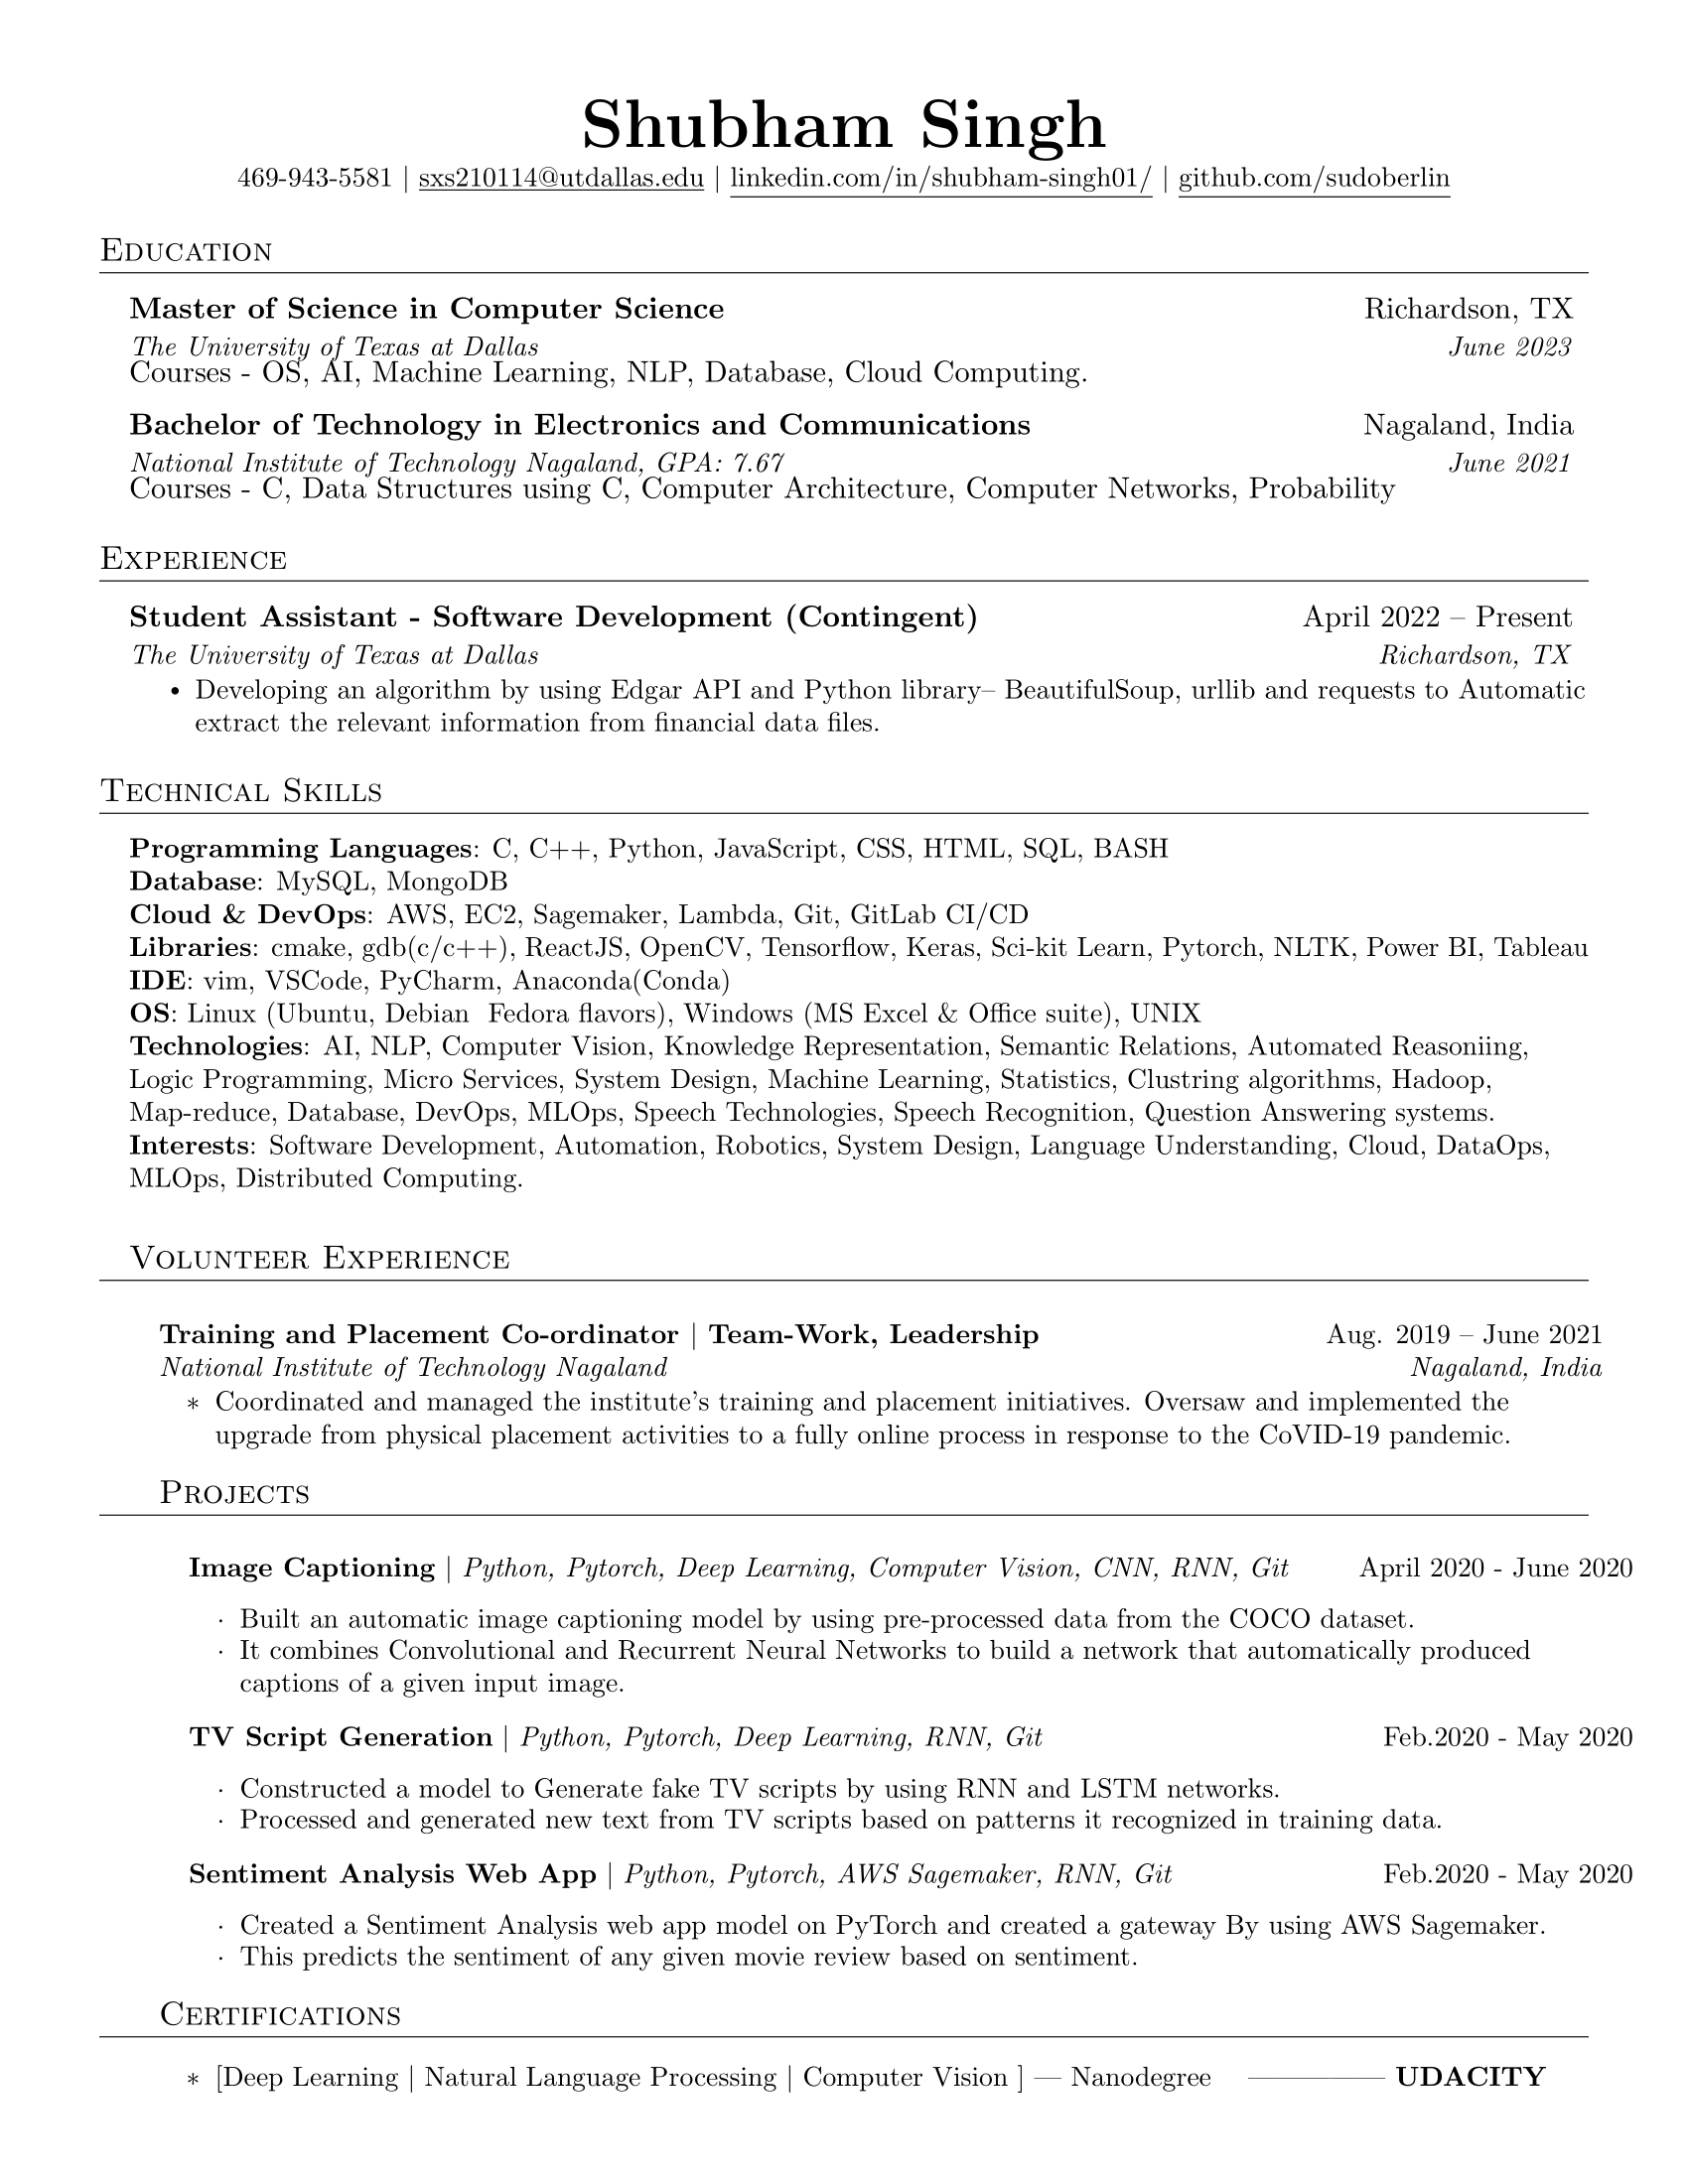 Shubham Singh
469-943-5581 | sxs210114@utdallas.edu | linkedin.com/in/shubham-singh01/ | github.com/sudoberlin
Education
Master of Science in Computer Science Richardson, TX
The University of Texas at Dallas June 2023
Courses - OS, AI, Machine Learning, NLP, Database, Cloud Computing.
Bachelor of Technology in Electronics and Communications Nagaland, India
National Institute of Technology Nagaland, GPA: 7.67 June 2021
Courses - C, Data Structures using C, Computer Architecture, Computer Networks, Probability
Experience
Student Assistant - Software Development (Contingent) April 2022 – Present
The University of Texas at Dallas Richardson, TX
• Developing an algorithm by using Edgar API and Python library– BeautifulSoup, urllib and requests to Automatic
extract the relevant information from financial data files.
Technical Skills
Programming Languages: C, C++, Python, JavaScript, CSS, HTML, SQL, BASH
Database: MySQL, MongoDB
Cloud & DevOps: AWS, EC2, Sagemaker, Lambda, Git, GitLab CI/CD
Libraries: cmake, gdb(c/c++), ReactJS, OpenCV, Tensorflow, Keras, Sci-kit Learn, Pytorch, NLTK, Power BI, Tableau
IDE: vim, VSCode, PyCharm, Anaconda(Conda)
OS: Linux (Ubuntu, Debian Fedora flavors), Windows (MS Excel & Office suite), UNIX
Technologies: AI, NLP, Computer Vision, Knowledge Representation, Semantic Relations, Automated Reasoniing,
Logic Programming, Micro Services, System Design, Machine Learning, Statistics, Clustring algorithms, Hadoop,
Map-reduce, Database, DevOps, MLOps, Speech Technologies, Speech Recognition, Question Answering systems.
Interests: Software Development, Automation, Robotics, System Design, Language Understanding, Cloud, DataOps,
MLOps, Distributed Computing.
Volunteer Experience
Training and Placement Co-ordinator | Team-Work, Leadership Aug. 2019 – June 2021
National Institute of Technology Nagaland Nagaland, India
∗ Coordinated and managed the institute's training and placement initiatives. Oversaw and implemented the
upgrade from physical placement activities to a fully online process in response to the CoVID-19 pandemic.
Projects
Image Captioning | Python, Pytorch, Deep Learning, Computer Vision, CNN, RNN, Git April 2020 - June 2020
· Built an automatic image captioning model by using pre-processed data from the COCO dataset.
· It combines Convolutional and Recurrent Neural Networks to build a network that automatically produced
captions of a given input image.
TV Script Generation | Python, Pytorch, Deep Learning, RNN, Git Feb.2020 - May 2020
· Constructed a model to Generate fake TV scripts by using RNN and LSTM networks.
· Processed and generated new text from TV scripts based on patterns it recognized in training data.
Sentiment Analysis Web App | Python, Pytorch, AWS Sagemaker, RNN, Git Feb.2020 - May 2020
· Created a Sentiment Analysis web app model on PyTorch and created a gateway By using AWS Sagemaker.
· This predicts the sentiment of any given movie review based on sentiment.
Certifications
∗ [Deep Learning | Natural Language Processing | Computer Vision ] — Nanodegree ————— UDACITY